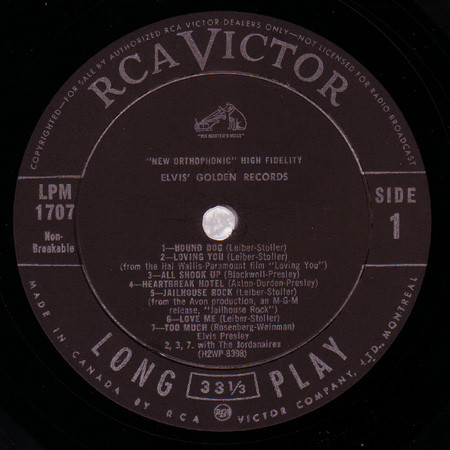 COPYRIGHTED—FOR SALE BY AUTHORIZED RCA VICTOR DEALERS ONLY—NOT LICENSED FOR RADIO BROADCAST
RCA VICTOR
"HIS MASTER'S VOICE"
"NEW ORTHOPHONIC" HIGH FIDELITY
ELVIS' GOLDEN RECORDS
LPM
1707
Non-
Breakable
SIDE
1
1—HOUND DOG (Leiber-Stoller)
2—LOVING YOU (Leiber-Stoller)
(from the Hal Wallis-Paramount film "Loving You")
3—ALL SHOOK UP (Blackwell-Presley)
4—HEARTBREAK HOTEL (Axton-Durden-Presley)
5—JAILHOUSE ROCK (Leiber-Stoller)
(from the Avon production, an M-G-M
release, "Jailhouse Rock")
6—LOVE ME (Leiber-Stoller)
7—TOO MUCH (Rosenberg-Weinman)
Elvis Presley
2, 3, 7. with The Jordanaires
(H2WP-8398)
LONG 33 1/3 PLAY
MADE IN CANADA BY RCA VICTOR COMPANY, LTD. MONTREAL